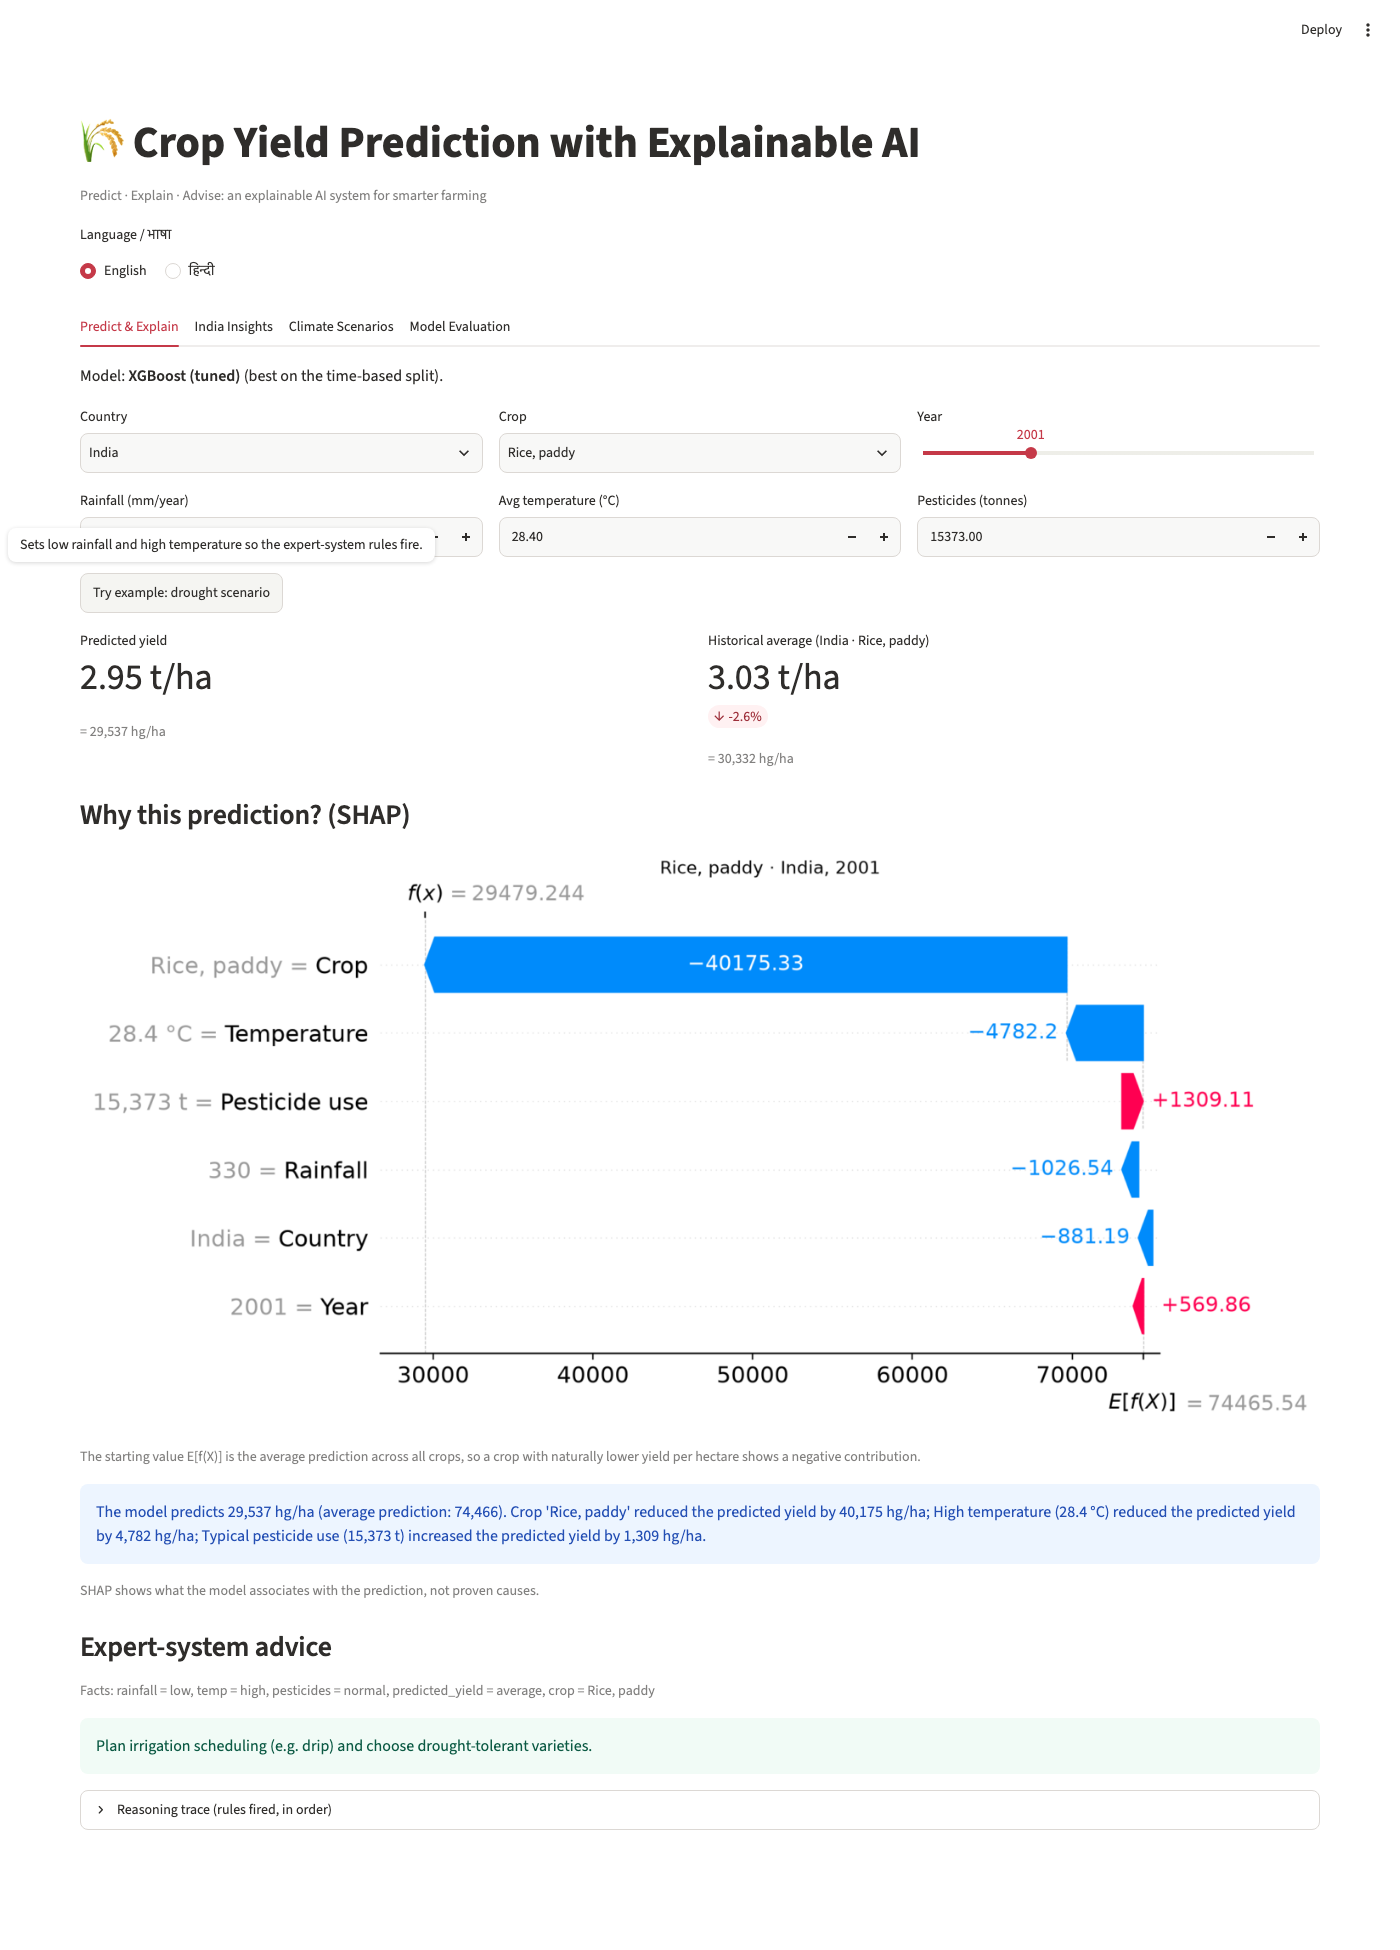 Deploy
Crop Yield Prediction with Explainable AI
Predict · Explain · Advise: an explainable AI system for smarter farming
Language / भाषा
English हिन्दी
Predict & Explain India Insights Climate Scenarios Model Evaluation
Model: XGBoost (tuned) (best on the time-based split).
Country Crop Year
2001
India Rice, paddy
Rainfall (mm/year) Avg temperature (°C) Pesticides (tonnes)
28.40 15373.00
Sets low rainfall and high temperature so the expert-system rules fire.
Try example: drought scenario
Predicted yield Historical average (India · Rice, paddy)
2.95 t/ha 3.03 t/ha
↓ -2.6%
= 29,537 hg/ha
= 30,332 hg/ha
Why this prediction? (SHAP)
Rice, paddy · India, 2001
f(x) = 29479.244
Rice, paddy = Crop −40175.33
28.4 °C = Temperature −4782.2
15,373 t = Pesticide use +1309.11
330 = Rainfall −1026.54
India = Country −881.19
2001 = Year +569.86
30000 40000 50000 60000 70000
E[f(X)] = 74465.54
The starting value E[f(X)] is the average prediction across all crops, so a crop with naturally lower yield per hectare shows a negative contribution.
The model predicts 29,537 hg/ha (average prediction: 74,466). Crop 'Rice, paddy' reduced the predicted yield by 40,175 hg/ha; High temperature (28.4 °C) reduced the predicted yield
by 4,782 hg/ha; Typical pesticide use (15,373 t) increased the predicted yield by 1,309 hg/ha.
SHAP shows what the model associates with the prediction, not proven causes.
Expert-system advice
Facts: rainfall = low, temp = high, pesticides = normal, predicted_yield = average, crop = Rice, paddy
Plan irrigation scheduling (e.g. drip) and choose drought-tolerant varieties.
Reasoning trace (rules fired, in order)